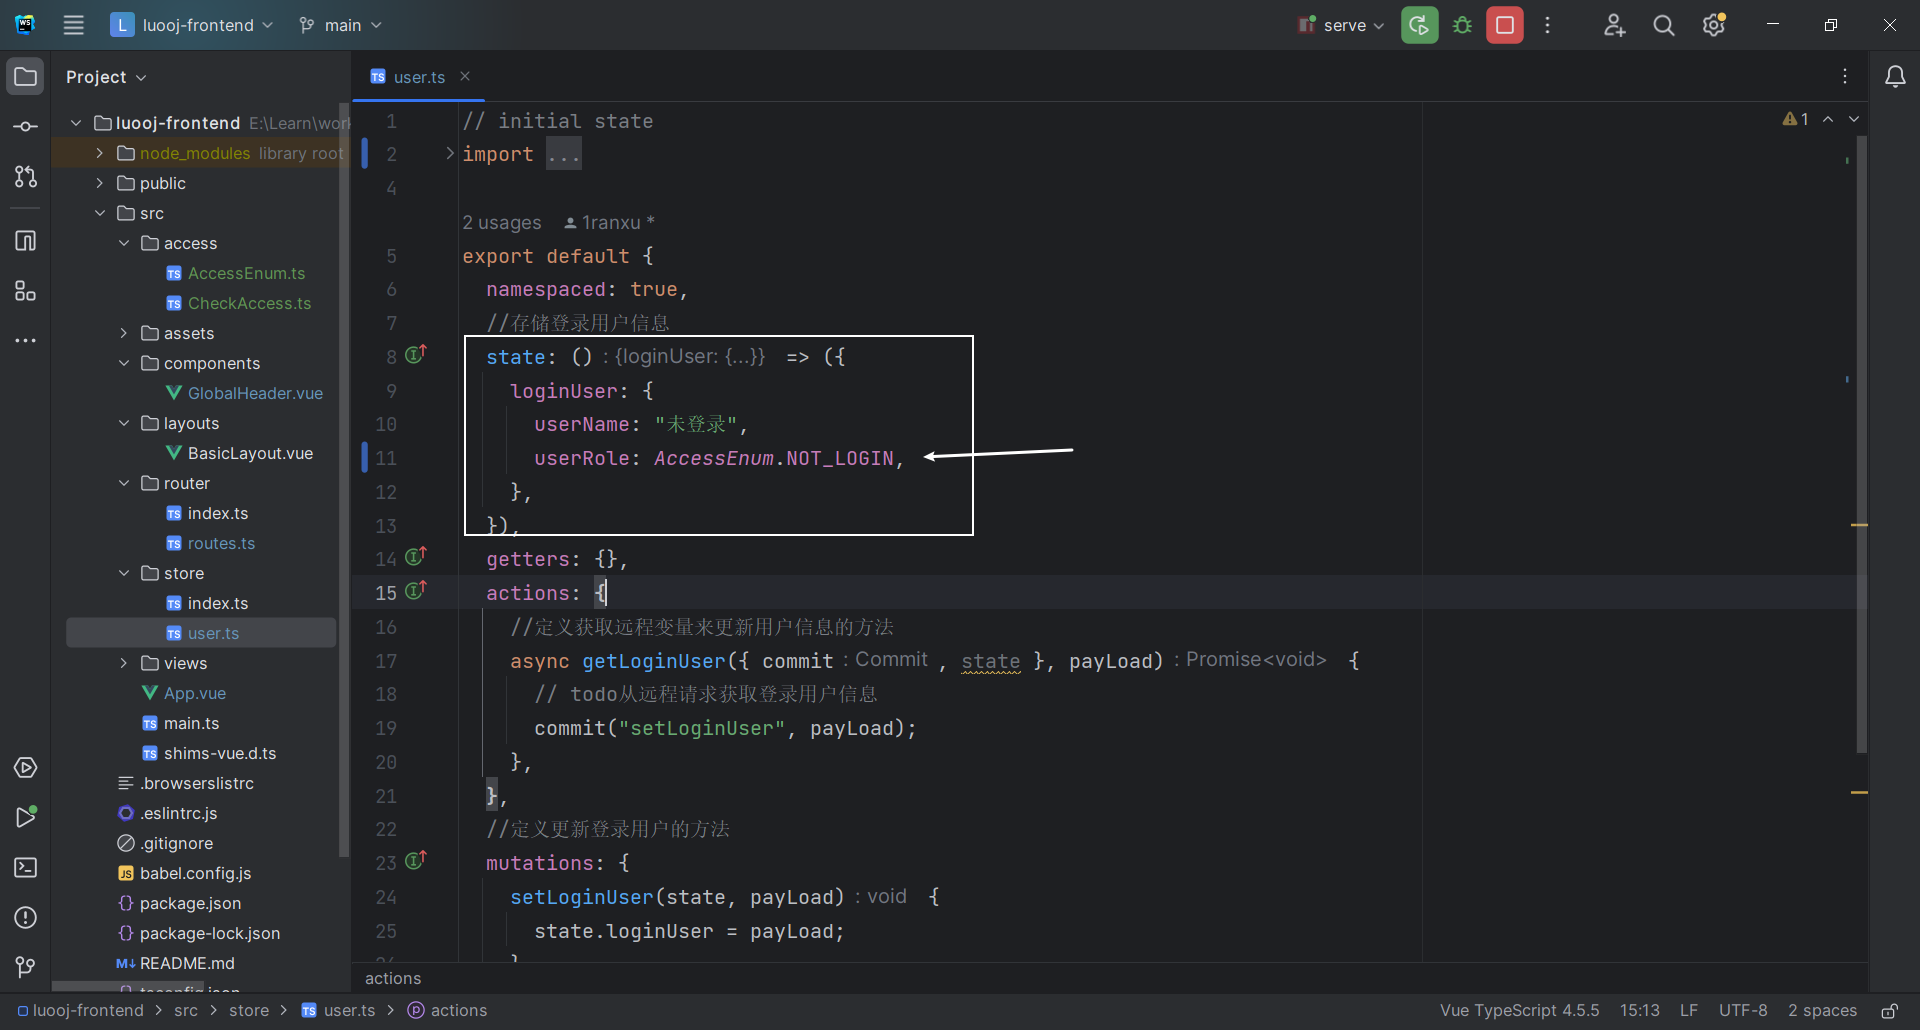 L luooj-frontend main serve
Project
user.ts
luooj-frontend E:\Learn\work
node_modules library root
public
src
access
AccessEnum.ts
CheckAccess.ts
assets
components
GlobalHeader.vue
layouts
BasicLayout.vue
router
index.ts
routes.ts
store
index.ts
user.ts
views
App.vue
main.ts
shims-vue.d.ts
.browserslistrc
.eslintrc.js
.gitignore
babel.config.js
package.json
package-lock.json
README.md
tsconfig.json
1 // initial state
2 import ...
4
2 usages 1ranxu *
5 export default {
6 namespaced: true,
7 //存储登录用户信息
8 state: () : {loginUser: {...}} => ({
9 loginUser: {
10 userName: "未登录",
11 userRole: AccessEnum.NOT_LOGIN,
12 },
13 }),
14 getters: {},
15 actions: {
16 //定义获取远程变量来更新用户信息的方法
17 async getLoginUser({ commit : Commit , state }, payLoad) : Promise<void> {
18 // todo从远程请求获取登录用户信息
19 commit("setLoginUser", payLoad);
20 },
21 },
22 //定义更新登录用户的方法
23 mutations: {
24 setLoginUser(state, payLoad) : void {
25 state.loginUser = payLoad;
26 }
1
actions
luooj-frontend > src > store > user.ts > actions
Vue TypeScript 4.5.5 15:13 LF UTF-8 2 spaces